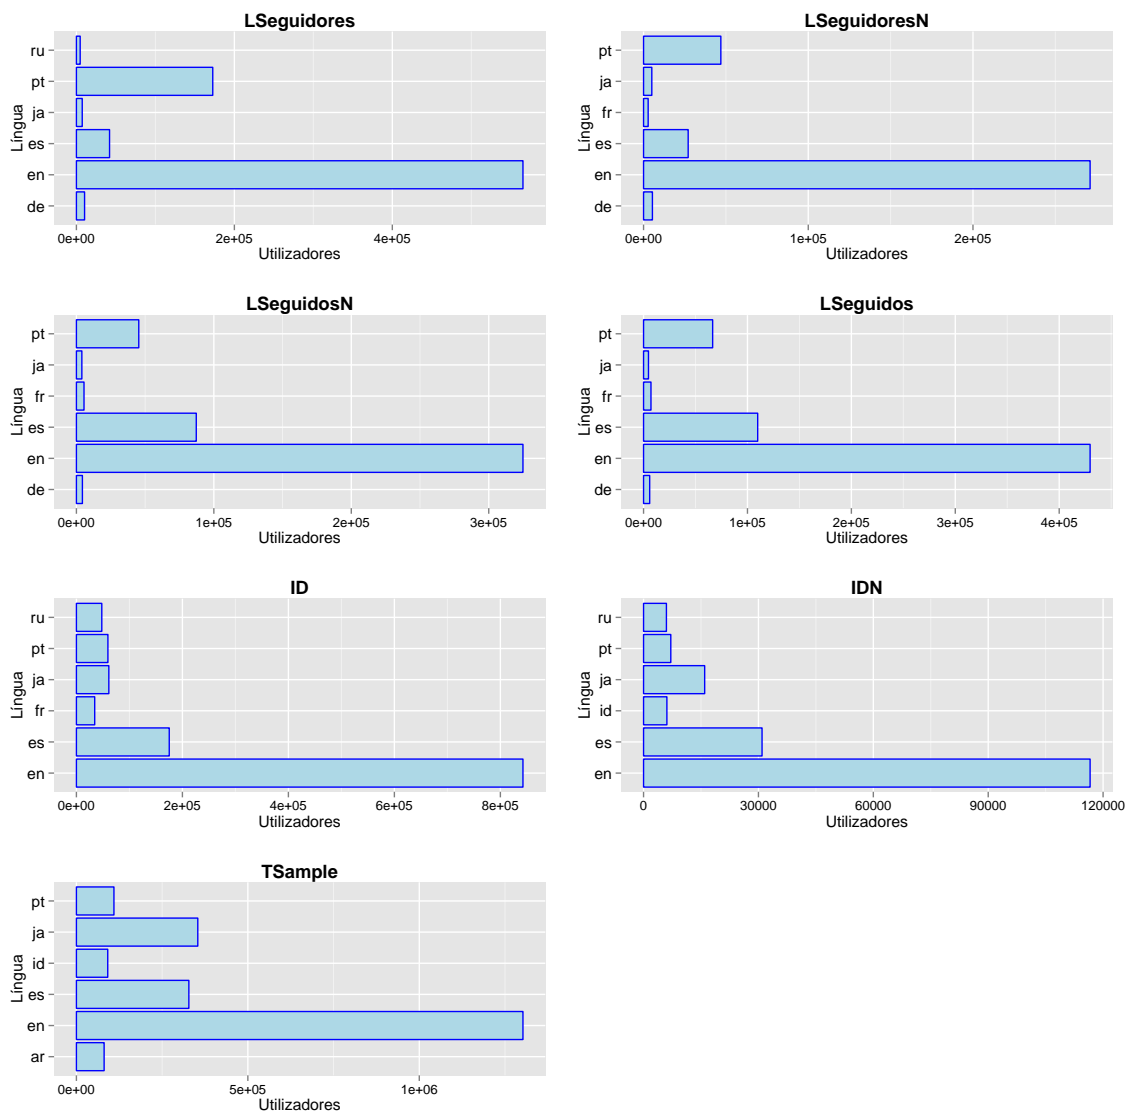 LSeguidores
ru
pt
ja
es
en
de
Língua
0e+00 2e+05 4e+05
Utilizadores
LSeguidoresN
pt
ja
fr
es
en
de
Língua
0e+00 1e+05 2e+05
Utilizadores
LSeguidosN
pt
ja
fr
es
en
de
Língua
0e+00 1e+05 2e+05 3e+05
Utilizadores
LSeguidos
pt
ja
fr
es
en
de
Língua
0e+00 1e+05 2e+05 3e+05 4e+05
Utilizadores
ID
ru
pt
ja
fr
es
en
Língua
0e+00 2e+05 4e+05 6e+05 8e+05
Utilizadores
IDN
ru
pt
ja
id
es
en
Língua
0 30000 60000 90000 120000
Utilizadores
TSample
pt
ja
id
es
en
ar
Língua
0e+00 5e+05 1e+06
Utilizadores